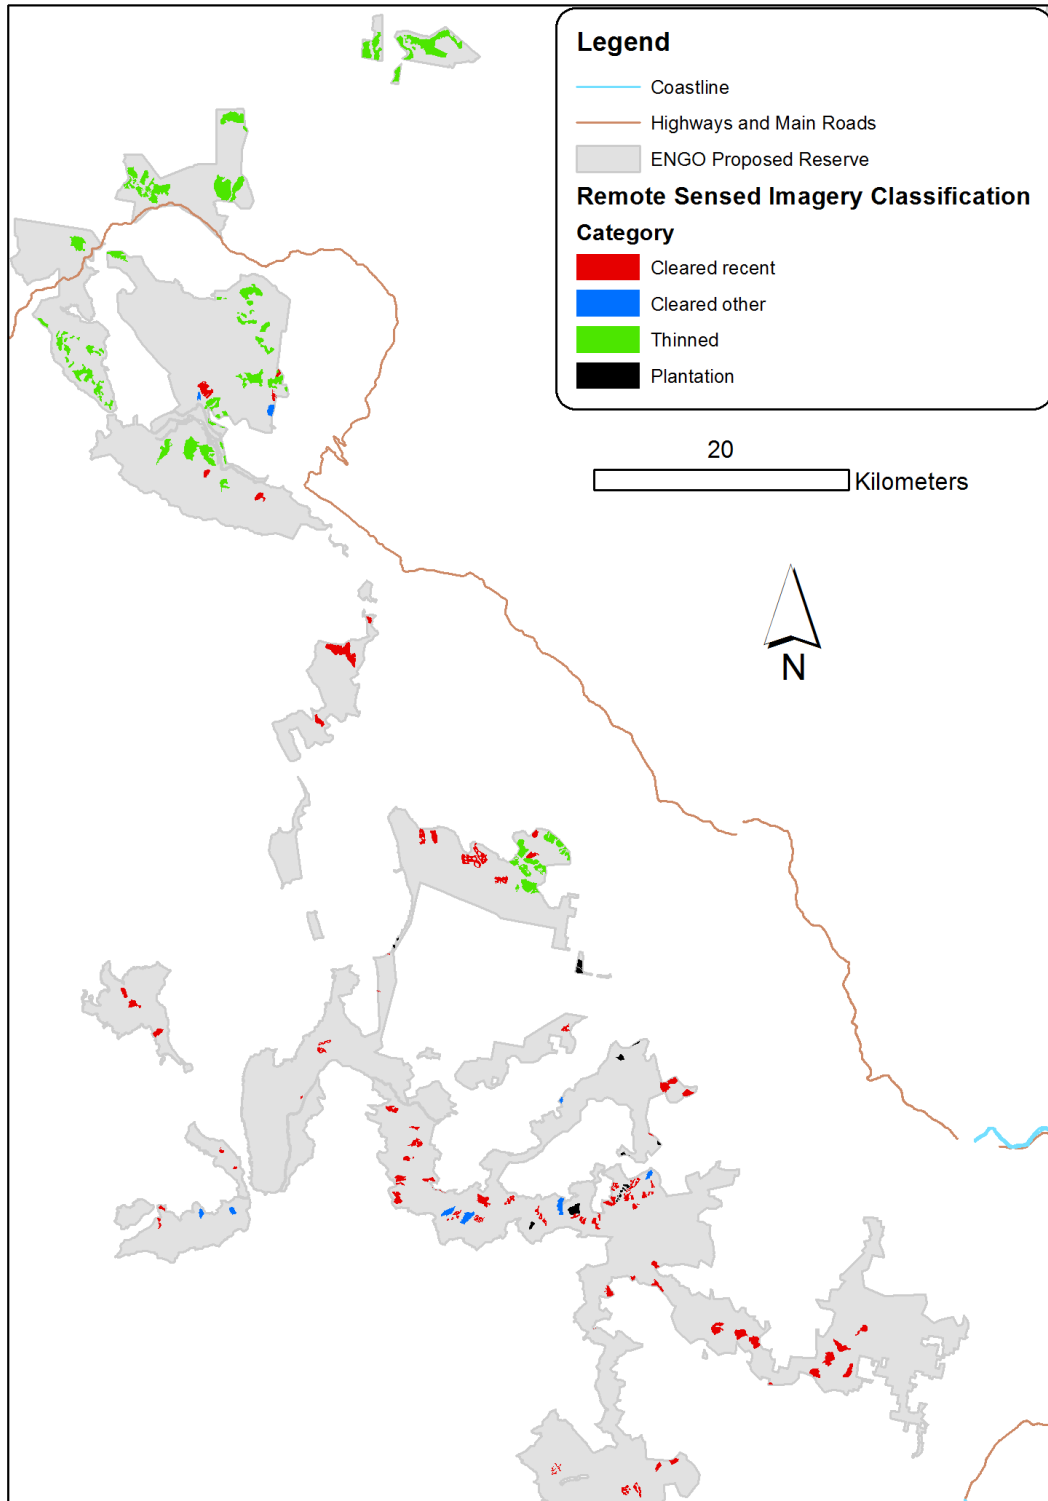 Legend
Coastline
Highways and Main Roads
ENGO Proposed Reserve
Remote Sensed Imagery Classification
Category
Cleared recent
Cleared other
Thinned
Plantation
20
Kilometers
N